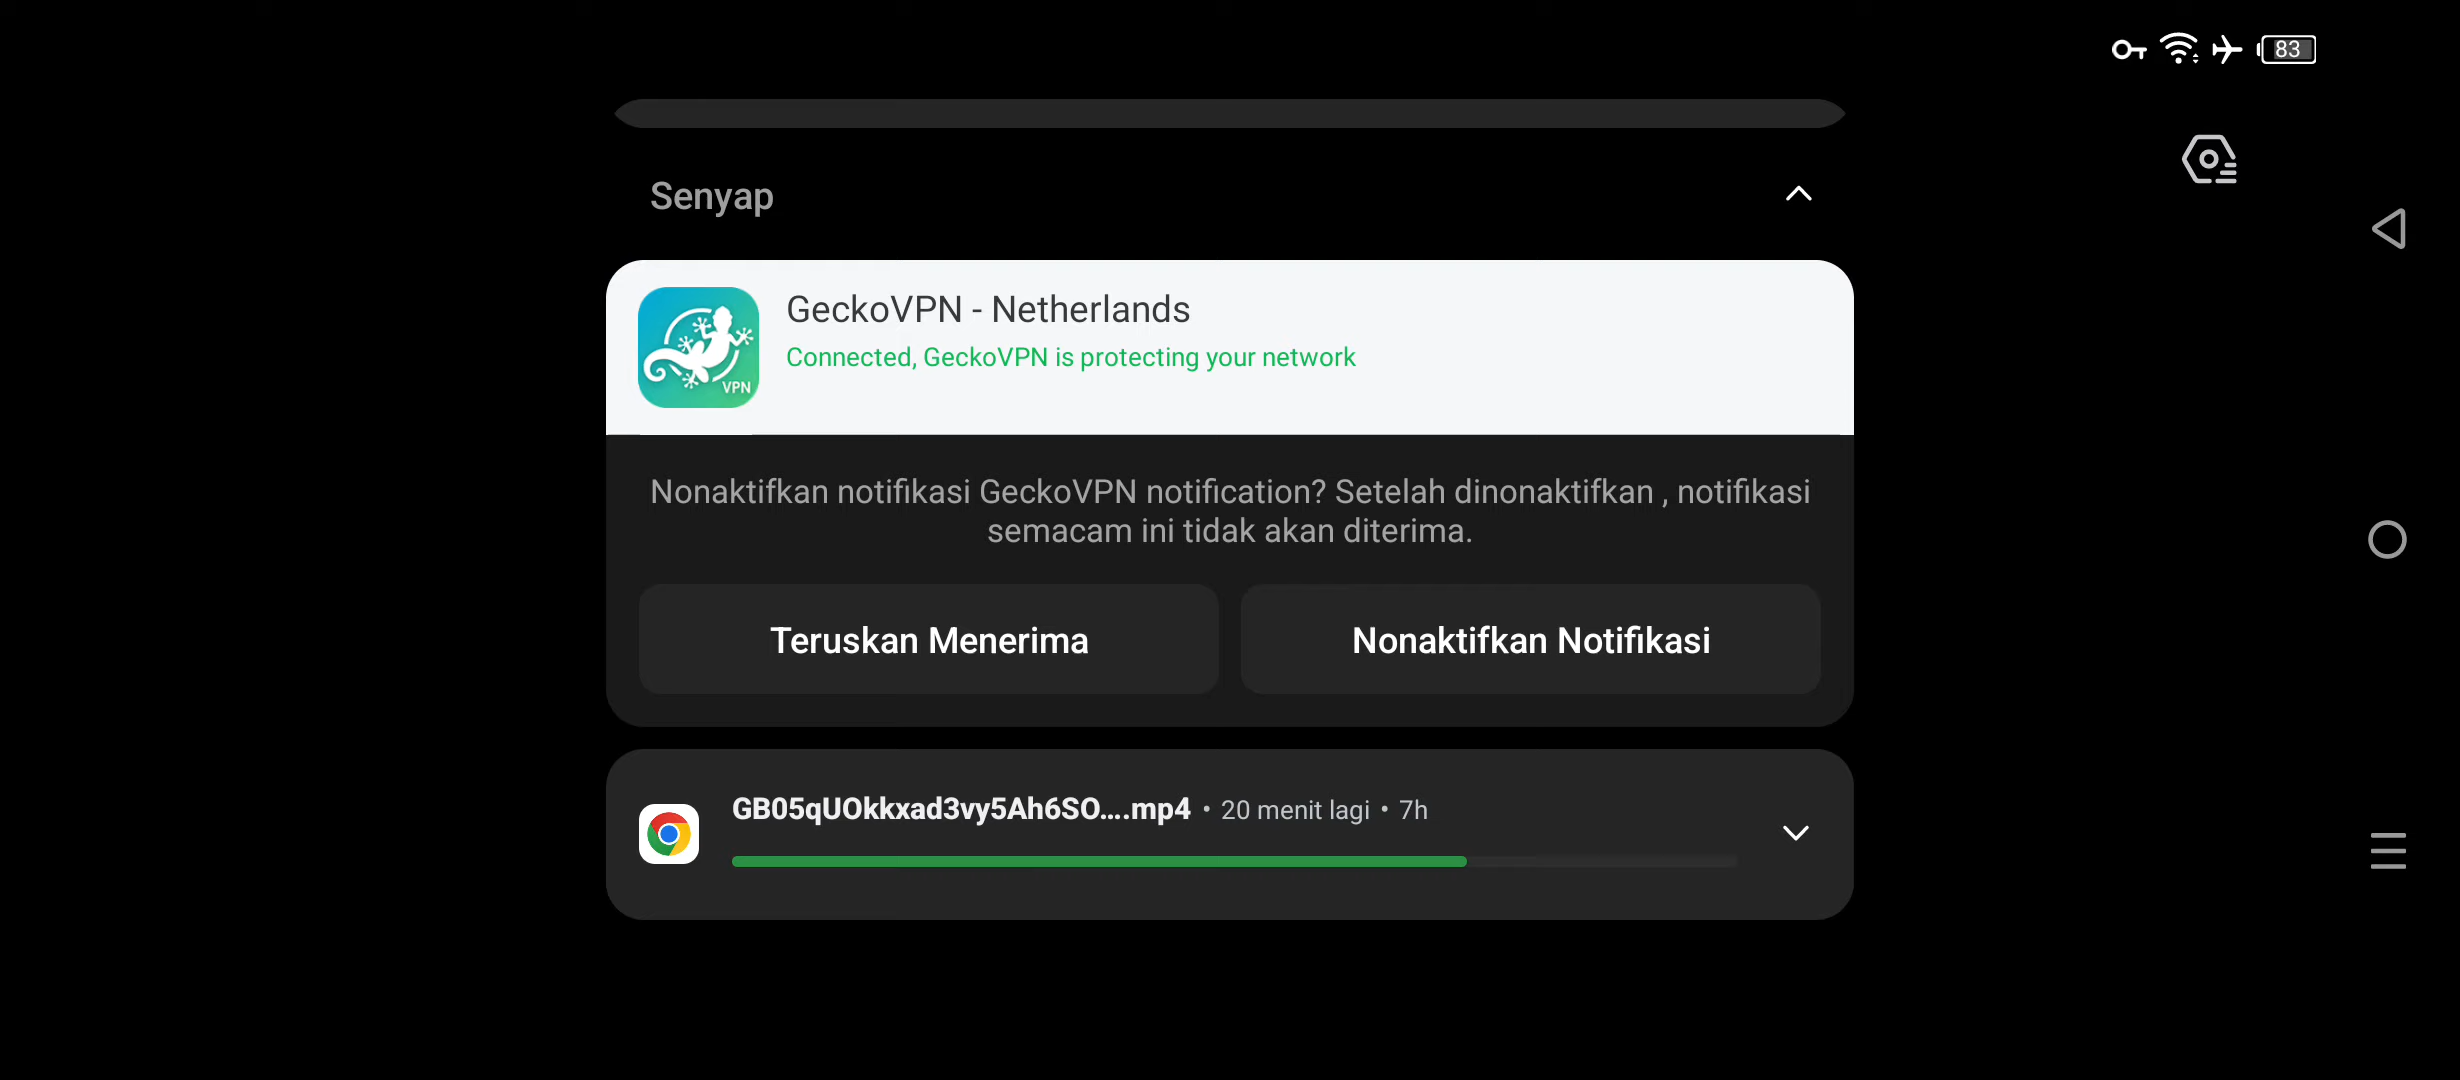 83
Senyap
GeckoVPN - Netherlands
Connected, GeckoVPN is protecting your network
VPN
Nonaktifkan notifikasi GeckoVPN notification? Setelah dinonaktifkan , notifikasi
semacam ini tidak akan diterima.
Teruskan Menerima
Nonaktifkan Notifikasi
GB05qUOkkxad3vy5Ah6SO….mp4 • 20 menit lagi • 7h